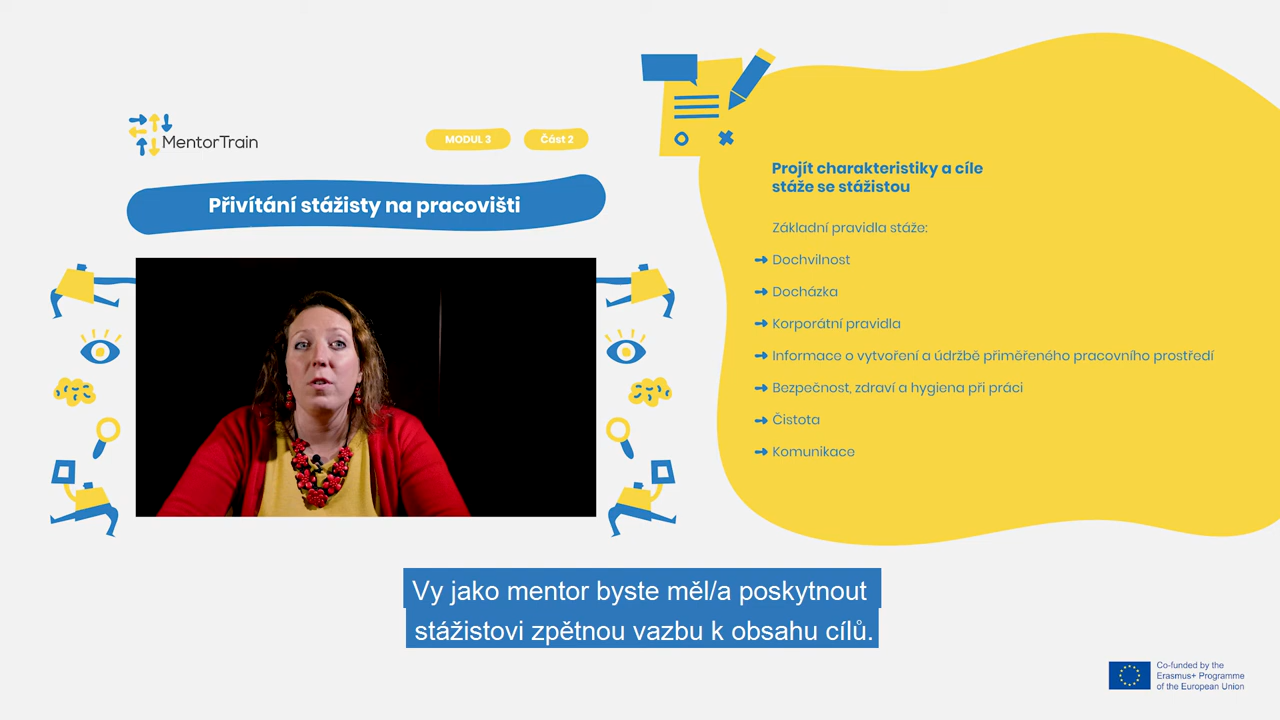 MentorTrain
MODUL 3
Část 2
Přivítání stážisty na pracovišti
Projít charakteristiky a cíle
stáže se stážistou
Základní pravidla stáže:
Dochvilnost
Docházka
Korporátní pravidla
Informace o vytvoření a údržbě přiměřeného pracovního prostředí
Bezpečnost, zdraví a hygiena při práci
Čistota
Komunikace
Vy jako mentor byste měl/a poskytnout
stážistovi zpětnou vazbu k obsahu cílů.
Co-funded by the
Erasmus+ Programme
of the European Union